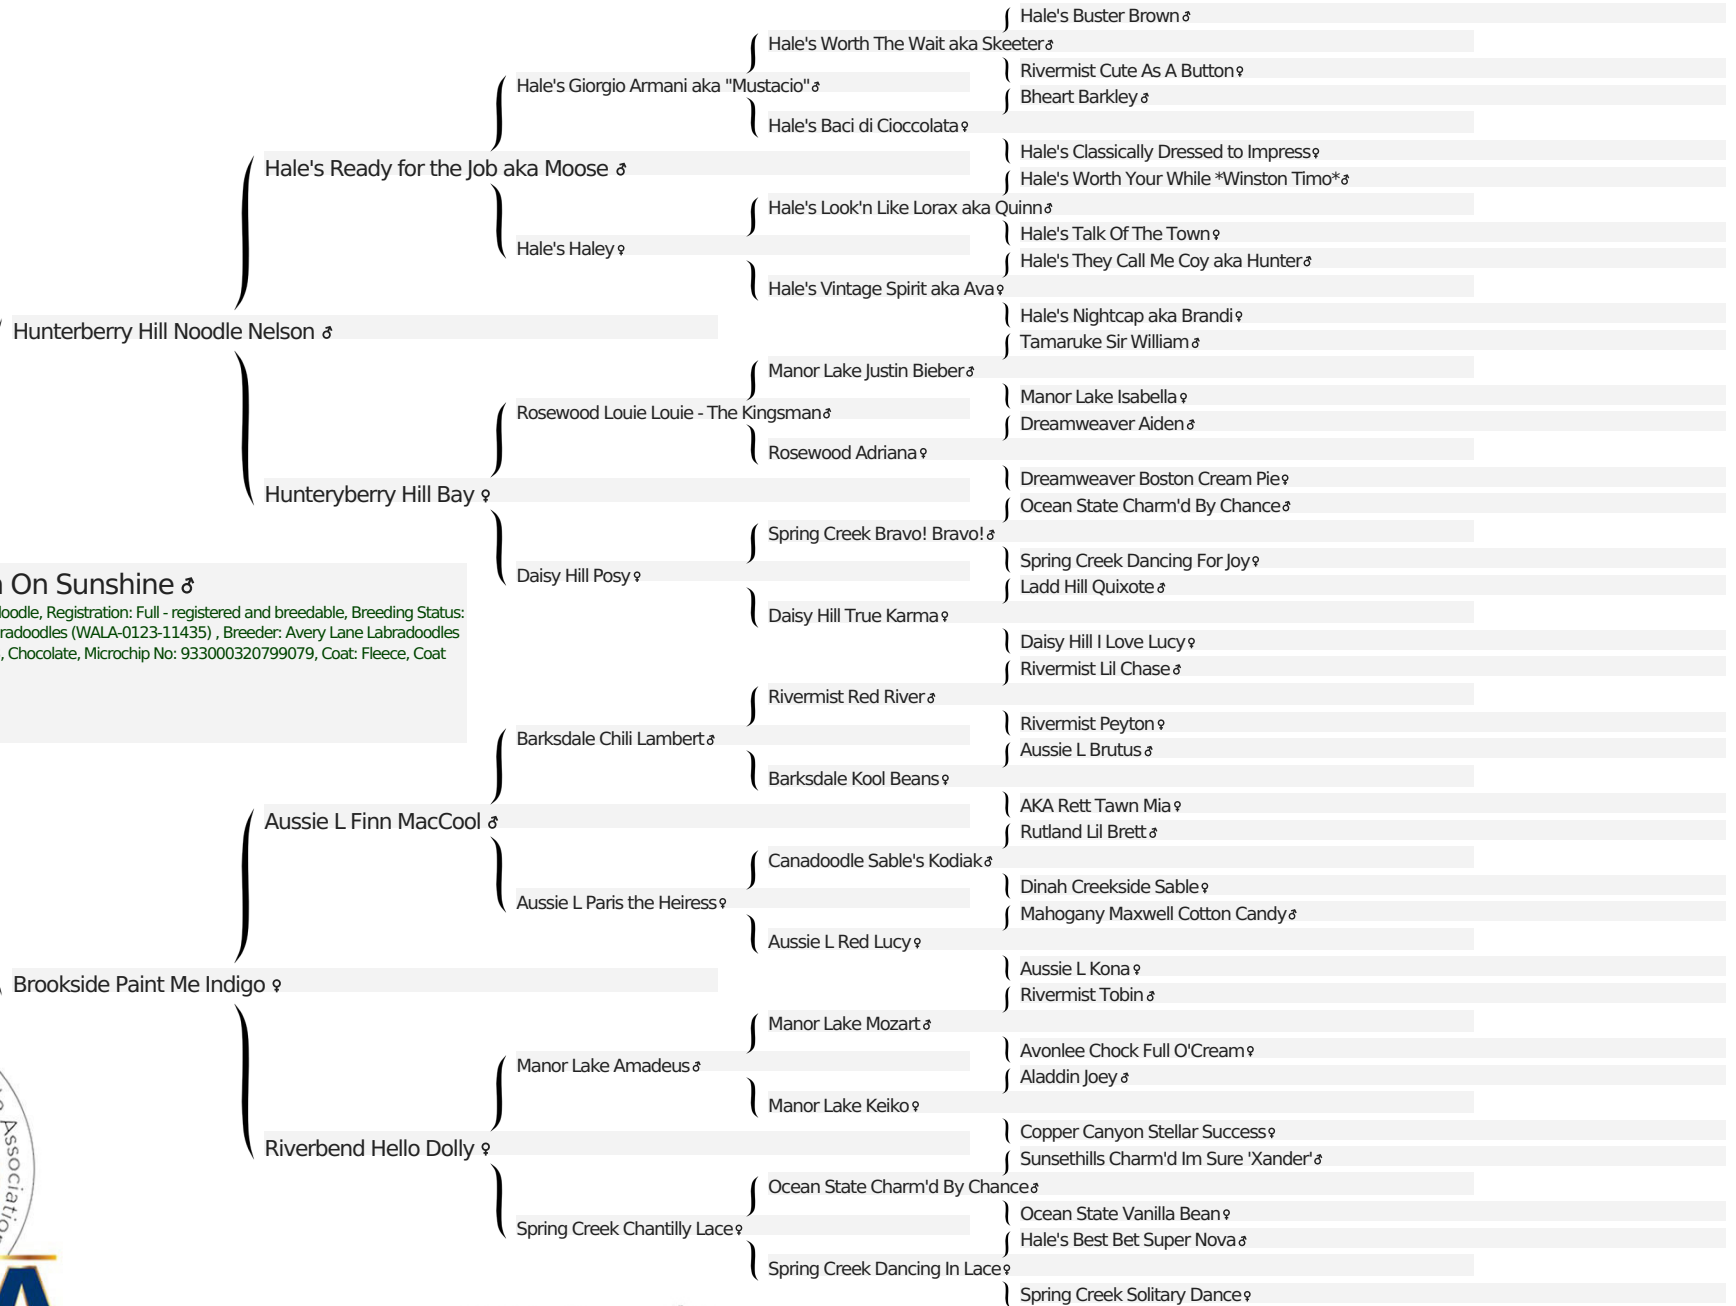 Hale's Buster Brown♂
Hale's Worth The Wait aka Skeeter♂
Rivermist Cute As A Button♀
Hale's Giorgio Armani aka "Mustacio"♂
Bheart Barkley♂
Hale's Baci di Cioccolata♀
Hale's Classically Dressed to Impress♀
Hale's Ready for the Job aka Moose ♂
Hale's Worth Your While *Winston Timo*♂
Hale's Look'n Like Lorax aka Quinn♂
Hale's Talk Of The Town♀
Hale's Haley♀
Hale's They Call Me Coy aka Hunter♂
Hale's Vintage Spirit aka Ava♀
Hale's Nightcap aka Brandi♀
Hunterberry Hill Noodle Nelson ♂
Tamaruke Sir William♂
Manor Lake Justin Bieber♂
Manor Lake Isabella♀
Rosewood Louie Louie - The Kingsman♂
Dreamweaver Aiden♂
Rosewood Adriana♀
Dreamweaver Boston Cream Pie♀
Hunteryberry Hill Bay ♀
Ocean State Charm'd By Chance♂
Spring Creek Bravo! Bravo!♂
Spring Creek Dancing For Joy♀
Daisy Hill Posy♀
Ladd Hill Quixote♂
Daisy Hill True Karma♀
Daisy Hill I Love Lucy♀
On Sunshine ♂
oodle, Registration: Full - registered and breedable, Breeding Status:
radoodles (WALA-0123-11435) , Breeder: Avery Lane Labradoodles
, Chocolate, Microchip No: 933000320799079, Coat: Fleece, Coat
Rivermist Lil Chase♂
Rivermist Red River♂
Rivermist Peyton♀
Barksdale Chili Lambert♂
Aussie L Brutus♂
Barksdale Kool Beans♀
AKA Rett Tawn Mia♀
Aussie L Finn MacCool ♂
Rutland Lil Brett♂
Canadoodle Sable's Kodiak♂
Dinah Creekside Sable♀
Aussie L Paris the Heiress♀
Mahogany Maxwell Cotton Candy♂
Aussie L Red Lucy♀
Aussie L Kona♀
Brookside Paint Me Indigo ♀
Rivermist Tobin♂
Manor Lake Mozart♂
Avonlee Chock Full O'Cream♀
Manor Lake Amadeus♂
Aladdin Joey♂
Manor Lake Keiko♀
Copper Canyon Stellar Success♀
Riverbend Hello Dolly ♀
Sunsethills Charm'd Im Sure 'Xander'♂
Ocean State Charm'd By Chance♂
Ocean State Vanilla Bean♀
Spring Creek Chantilly Lace♀
Hale's Best Bet Super Nova♂
Spring Creek Dancing In Lace♀
Spring Creek Solitary Dance♀
Association